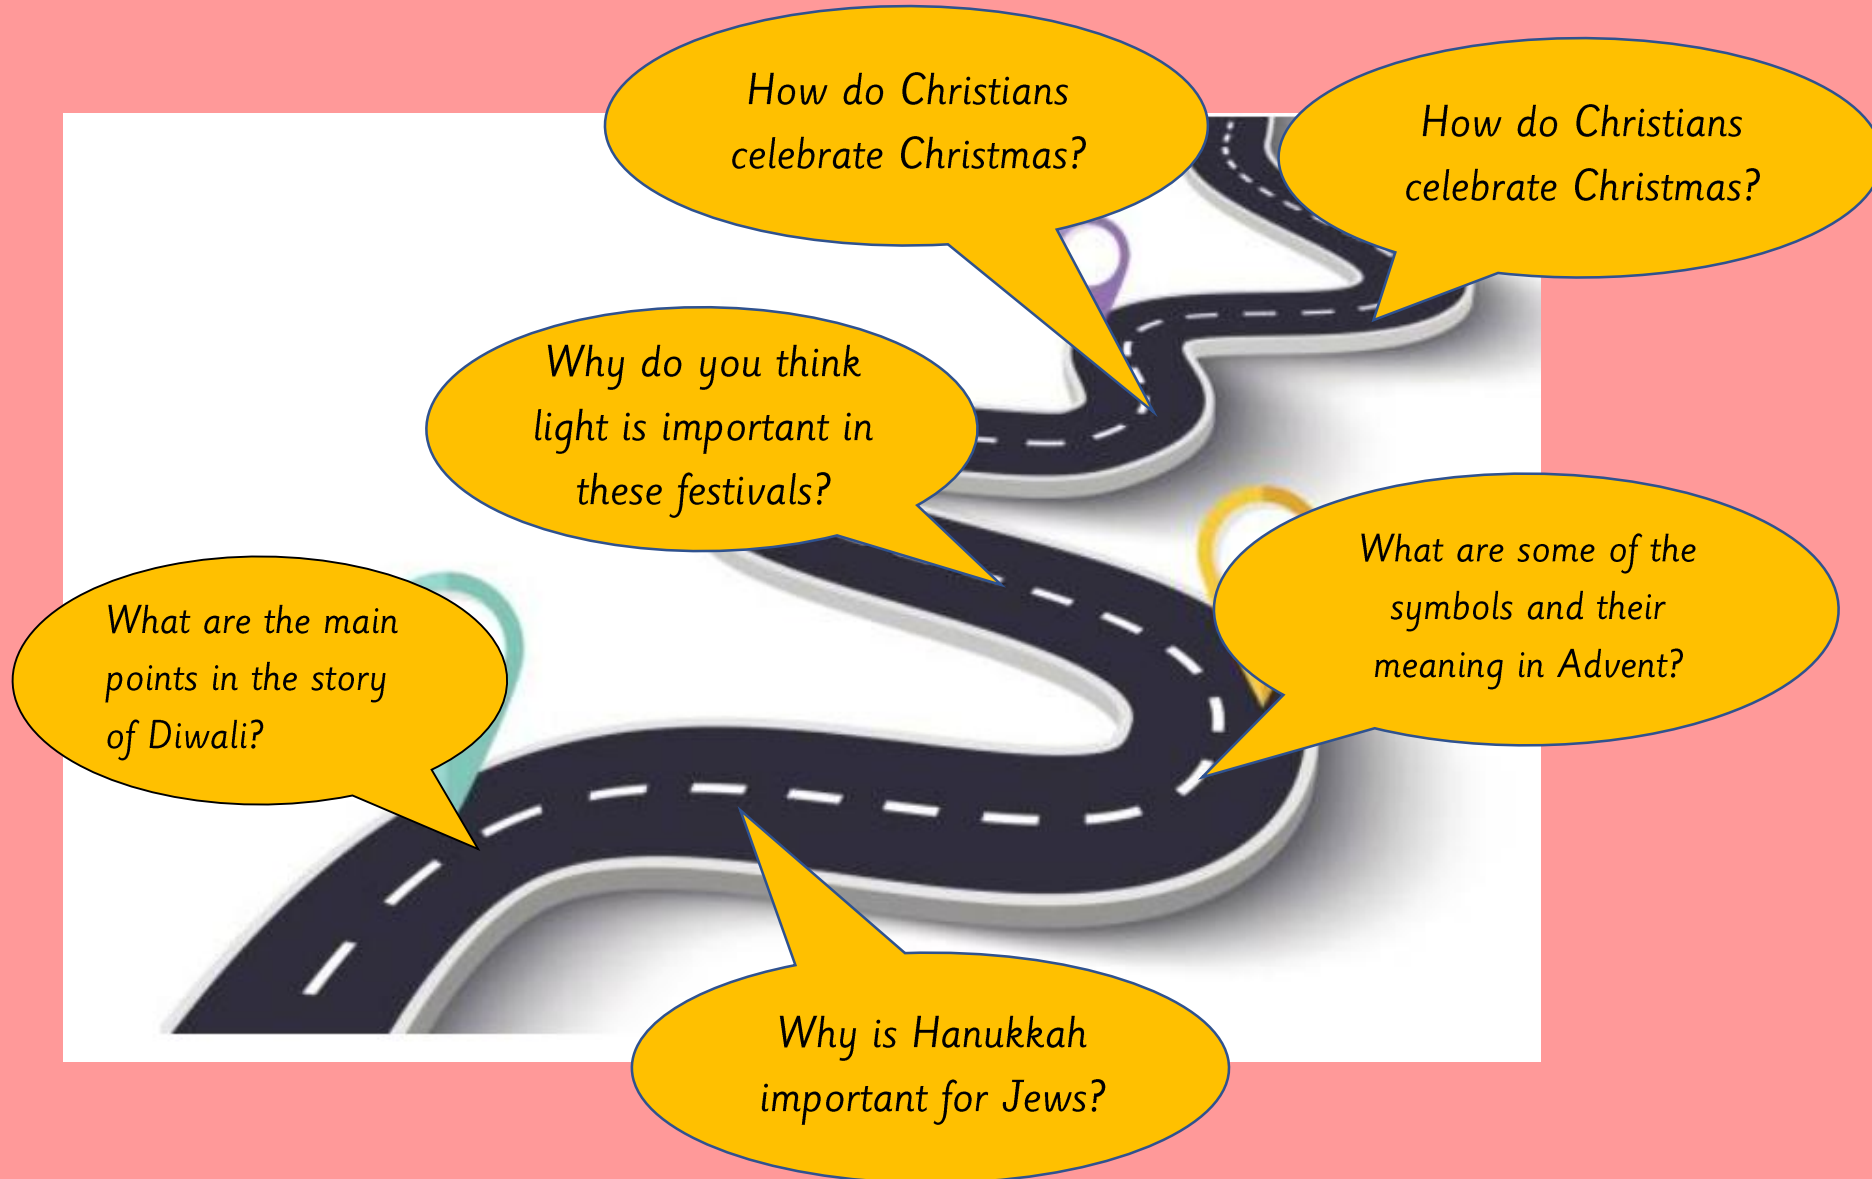 How do Christians
celebrate Christmas?
How do Christians
celebrate Christmas?
Why do you think
light is important in
these festivals?
What are some of the
symbols and their
meaning in Advent?
What are the main
points in the story
of Diwali?
Why is Hanukkah
important for Jews?